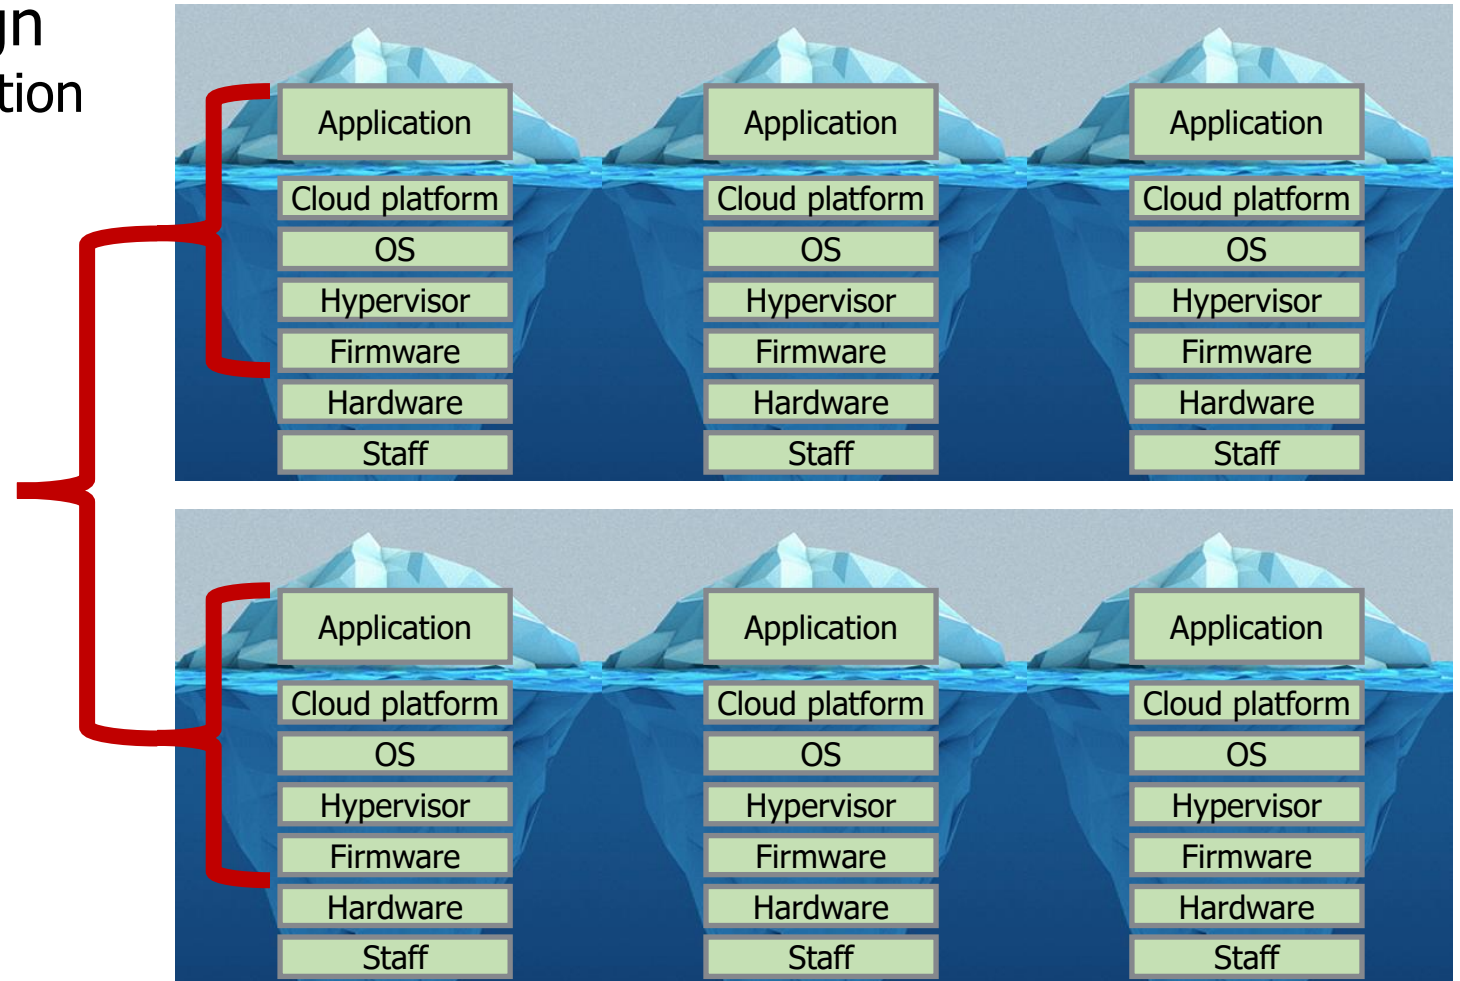 Application
Cloud platform
OS
Hypervisor
Firmware
Hardware
Staff
Application
Cloud platform
OS
Hypervisor
Firmware
Hardware
Staff
Application
Cloud platform
OS
Hypervisor
Firmware
Hardware
Staff
Application
Cloud platform
OS
Hypervisor
Firmware
Hardware
Staff
Application
Cloud platform
OS
Hypervisor
Firmware
Hardware
Staff
Application
Cloud platform
OS
Hypervisor
Firmware
Hardware
Staff